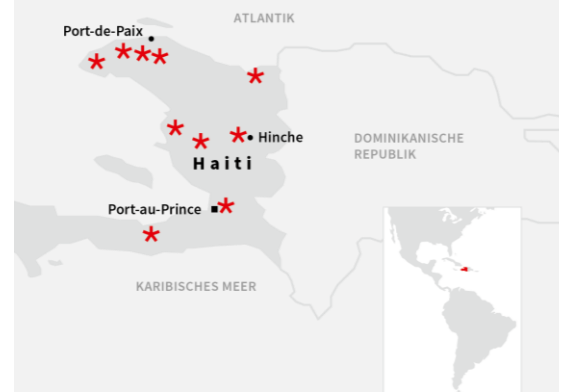 ATLANTIK
Port-de-Paix
Hinche
DOMINIKANISCHE
REPUBLIK
Haiti
Port-au-Prince
KARIBISCHES MEER